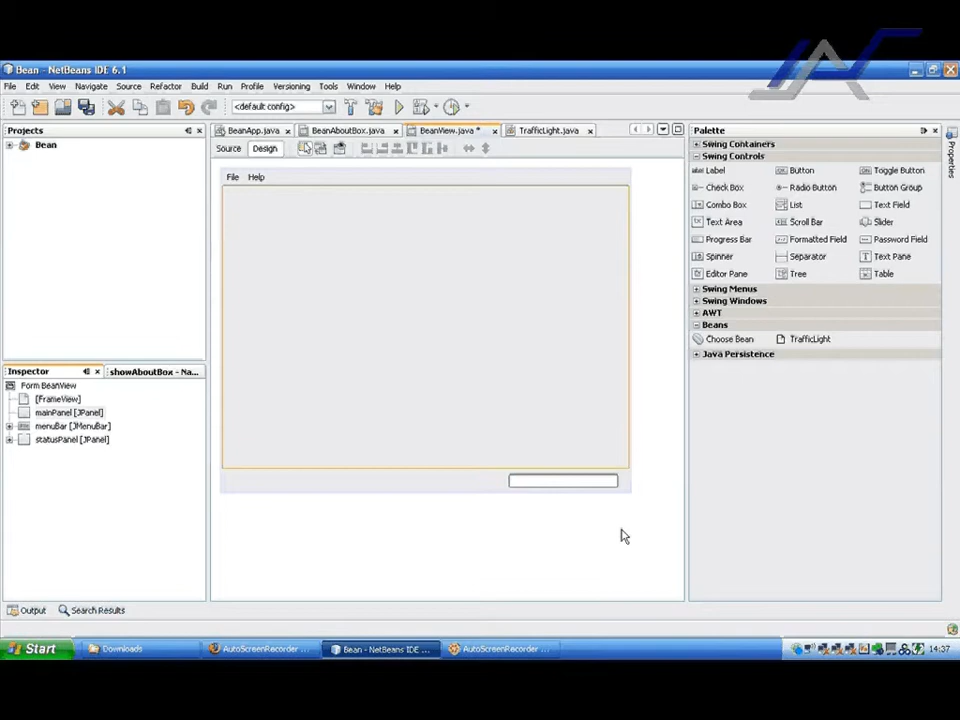 Bean - NetBeans IDE 6.1
File Edit View Navigate Source Refactor Build Run Profile Versioning Tools Window Help
<default config>
Projects
BeanApp.java
BeanAboutBox.java
BeanView.java *
TrafficLight.java
Palette
Bean
Source Design
Swing Containers
Swing Controls
Label Button Toggle Button
Check Box Radio Button Button Group
Combo Box List Text Field
Text Area Scroll Bar Slider
Progress Bar Formatted Field Password Field
Spinner Separator Text Pane
Editor Pane Tree Table
Swing Menus
Swing Windows
AWT
Beans
Choose Bean TrafficLight
Java Persistence
Properties
File Help
Inspector
showAboutBox - Na...
Form BeanView
[FrameView]
mainPanel [JPanel]
menuBar [JMenuBar]
statusPanel [JPanel]
Output Search Results
Start
Downloads
AutoScreenRecorder ...
Bean - NetBeans IDE ...
AutoScreenRecorder ...
14:37